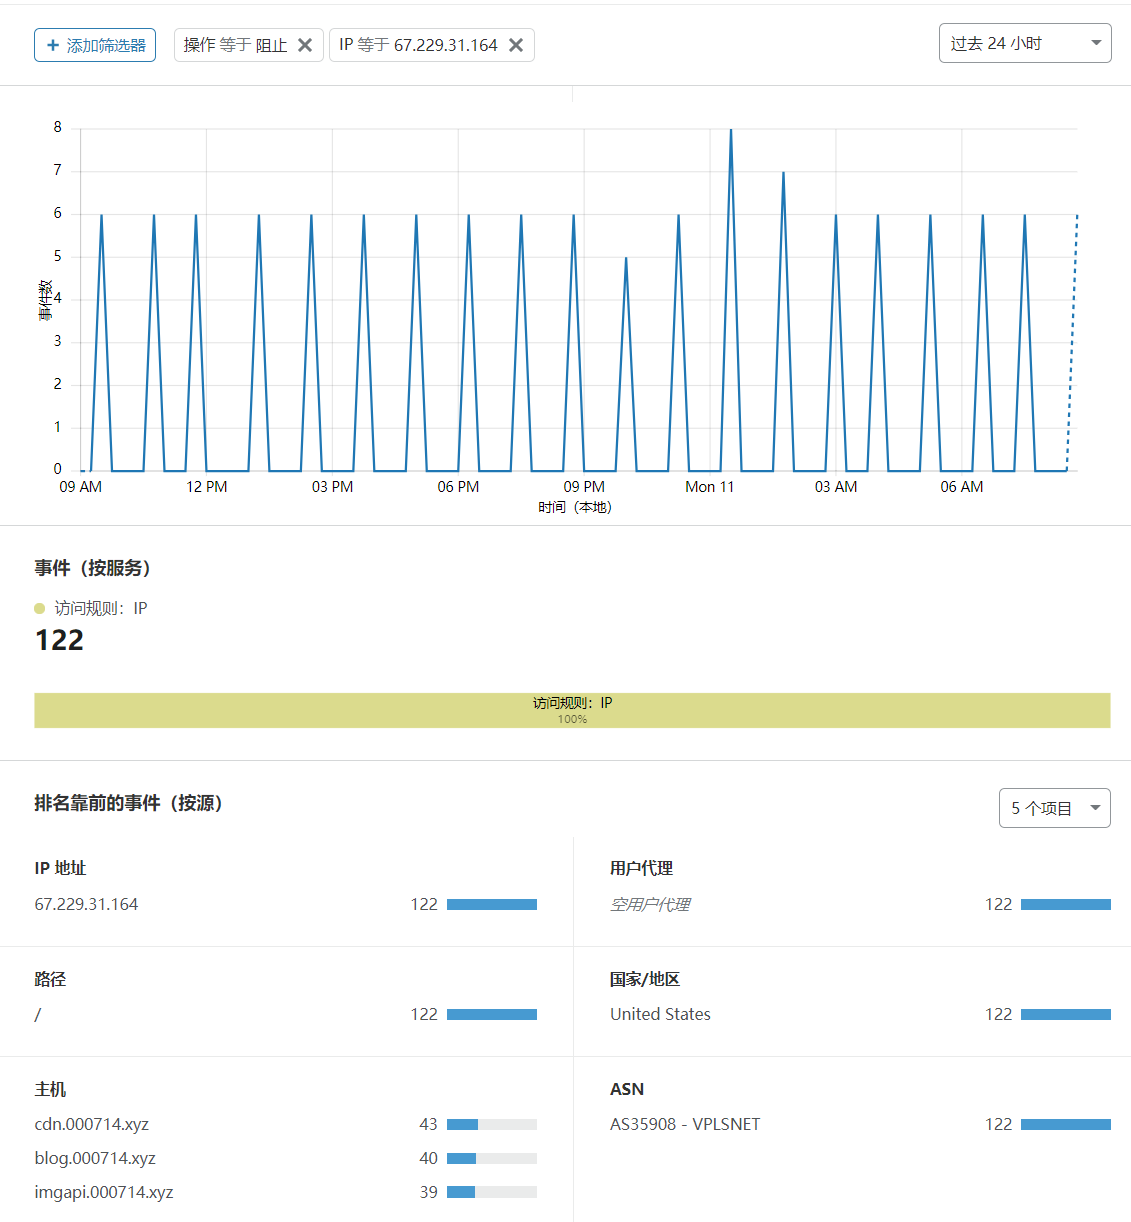 + 添加筛选器
操作 等于 阻止 ×
IP 等于 67.229.31.164 ×
过去 24 小时
8
7
6
5
4
3
2
1
0
事件数
09 AM 12 PM 03 PM 06 PM 09 PM Mon 11 03 AM 06 AM
时间（本地）
事件（按服务）
访问规则：IP
122
访问规则：IP
100%
排名靠前的事件（按源）
5 个项目
IP 地址
67.229.31.164 122
用户代理
空用户代理 122
路径
/ 122
国家/地区
United States 122
主机
cdn.000714.xyz 43
blog.000714.xyz 40
imgapi.000714.xyz 39
ASN
AS35908 - VPLSNET 122